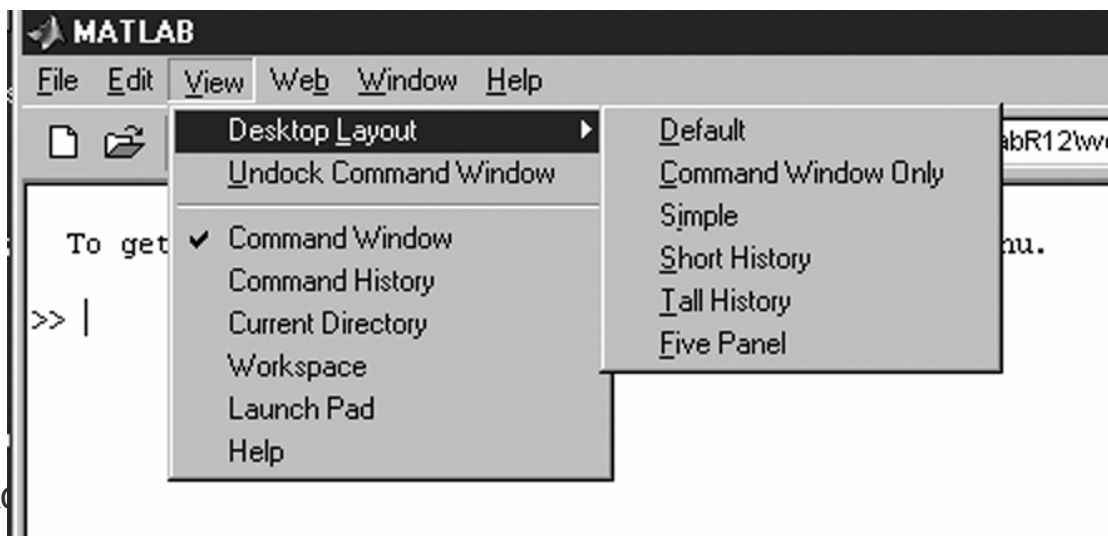 MATLAB
File Edit View Web Window Help
Desktop Layout
Undock Command Window
Command Window
Command History
Current Directory
Workspace
Launch Pad
Help
Default
Command Window Only
Simple
Short History
Tall History
Five Panel
abR12\wo
To get nu.
>>